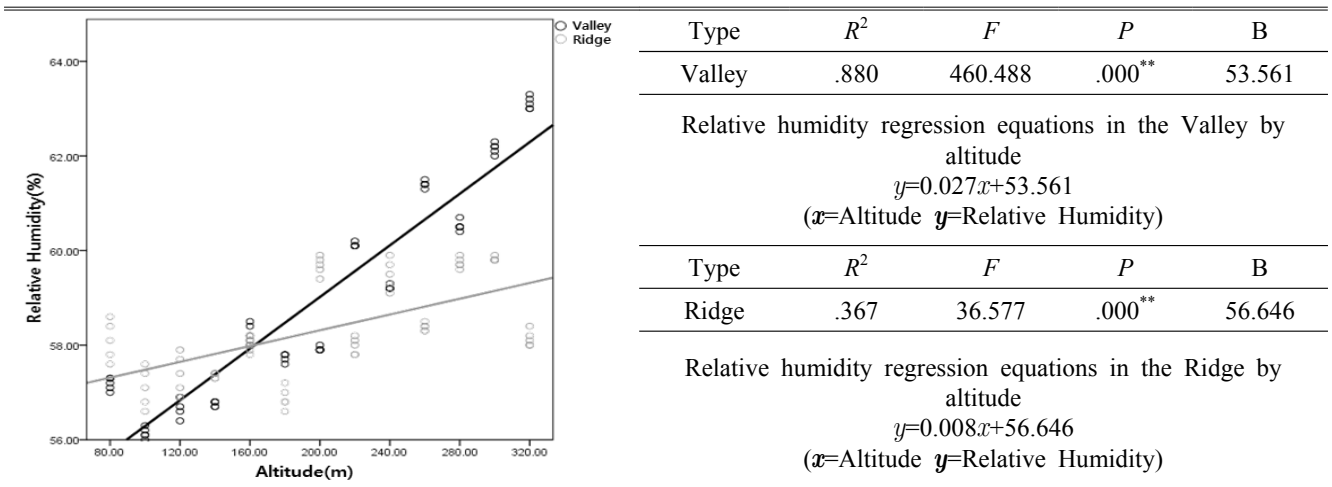 Valley
Ridge
64.00
62.00
60.00
58.00
56.00
Relative Humidity(%)
80.00 120.00 160.00 200.00 240.00 280.00 320.00
Altitude(m)
Type R² F P B
Valley .880 460.488 .000** 53.561
Relative humidity regression equations in the Valley by
altitude
y=0.027x+53.561
(x=Altitude y=Relative Humidity)
Type R² F P B
Ridge .367 36.577 .000** 56.646
Relative humidity regression equations in the Ridge by
altitude
y=0.008x+56.646
(x=Altitude y=Relative Humidity)